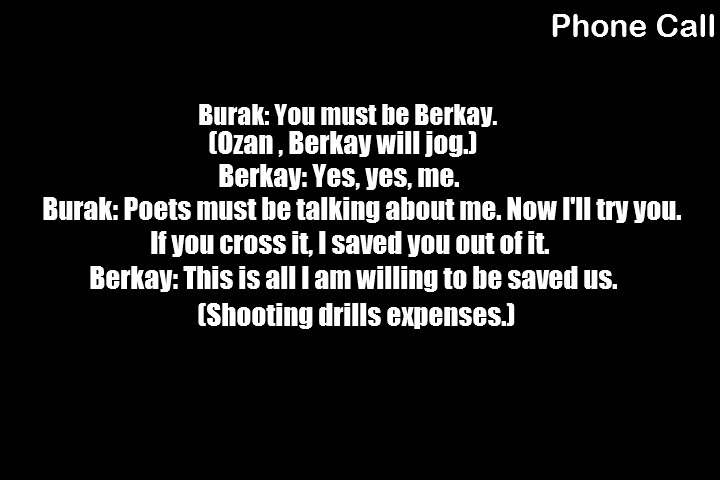 Phone Call
Burak: You must be Berkay.
(Ozan , Berkay will jog.)
Berkay: Yes, yes, me.
Burak: Poets must be talking about me. Now I'll try you.
If you cross it, I saved you out of it.
Berkay: This is all I am willing to be saved us.
(Shooting drills expenses.)